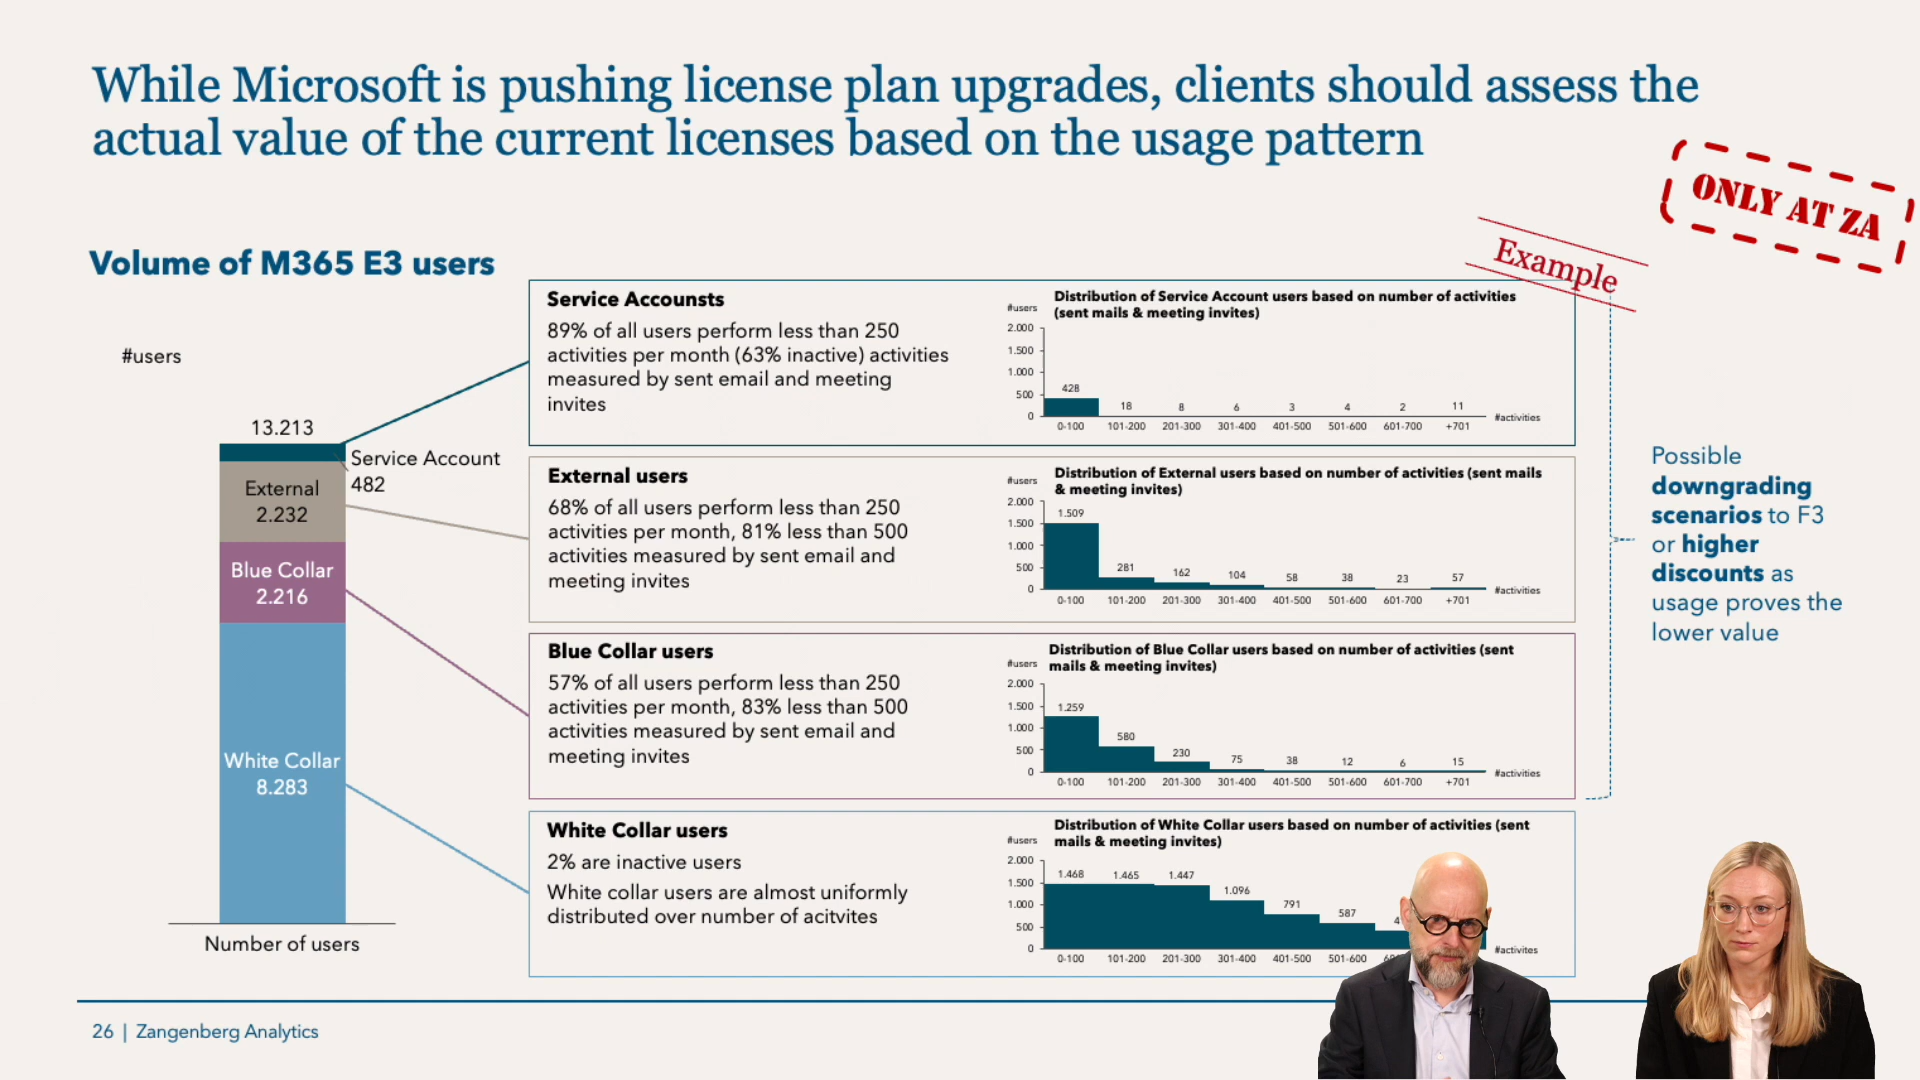 While Microsoft is pushing license plan upgrades, clients should assess the
actual value of the current licenses based on the usage pattern
ONLY AT ZA
Example
Volume of M365 E3 users
#users
13.213
Service Account
482
External
2.232
Blue Collar
2.216
White Collar
8.283
Number of users
Service Accounsts
89% of all users perform less than 250
activities per month (63% inactive) activities
measured by sent email and meeting
invites
Distribution of Service Account users based on number of activities
(sent mails & meeting invites)
#users
2.000
1.500
1.000
500
0
428 18 8 6 3 4 2 11
0-100 101-200 201-300 301-400 401-500 501-600 601-700 +701
#activities
External users
68% of all users perform less than 250
activities per month, 81% less than 500
activities measured by sent email and
meeting invites
Distribution of External users based on number of activities (sent mails
& meeting invites)
#users
2.000
1.500
1.000
500
0
1.509 281 162 104 58 38 23 57
0-100 101-200 201-300 301-400 401-500 501-600 601-700 +701
#activities
Blue Collar users
57% of all users perform less than 250
activities per month, 83% less than 500
activities measured by sent email and
meeting invites
Distribution of Blue Collar users based on number of activities (sent
mails & meeting invites)
#users
2.000
1.500
1.000
500
0
1.259 580 230 75 38 12 6 15
0-100 101-200 201-300 301-400 401-500 501-600 601-700 +701
#activities
White Collar users
2% are inactive users
White collar users are almost uniformly
distributed over number of acitvites
Distribution of White Collar users based on number of activities (sent
mails & meeting invites)
#users
2.000
1.500
1.000
500
0
1.468 1.465 1.447 1.096 791 587
0-100 101-200 201-300 301-400 401-500 501-600
#activites
Possible
downgrading
scenarios to F3
or higher
discounts as
usage proves the
lower value
26 | Zangenberg Analytics